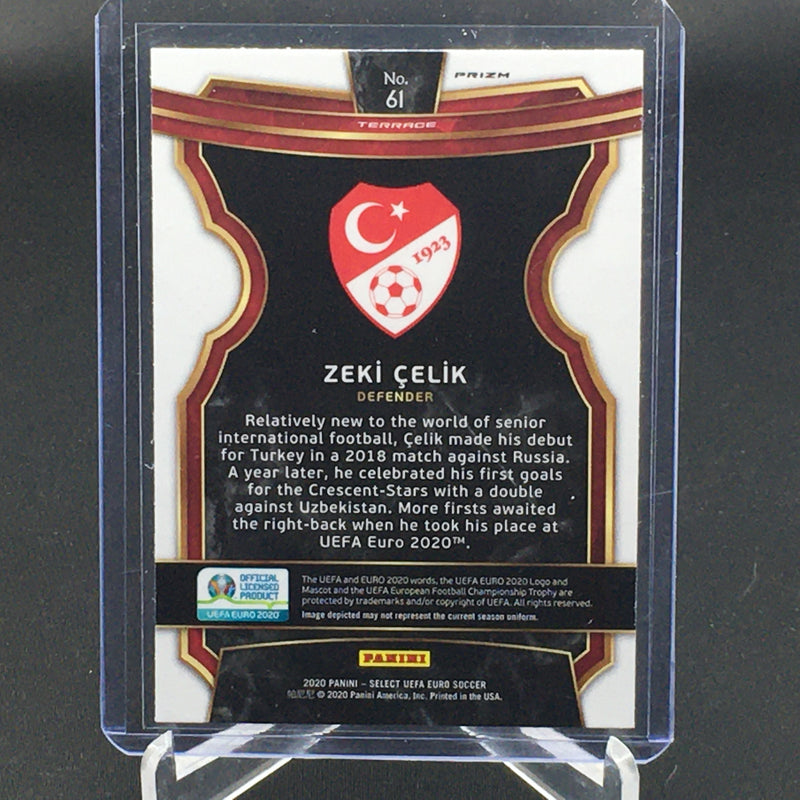 No.
61
PRIZM
TERRACE
1923
ZEKİ ÇELİK
DEFENDER
Relatively new to the world of senior
international football, Çelik made his debut
for Turkey in a 2018 match against Russia.
A year later, he celebrated his first goals
for the Crescent-Stars with a double
against Uzbekistan. More firsts awaited
the right-back when he took his place at
UEFA Euro 2020™.
OFFICIAL
LICENSED
PRODUCT
UEFA EURO2020
The UEFA and EURO 2020 words, the UEFA EURO 2020 Logo and
Mascot and the UEFA European Football Championship Trophy are
protected by trademarks and/or copyright of UEFA. All rights reserved.
Image depicted may not represent the current season uniform.
PANINI
2020 PANINI – SELECT UEFA EURO SOCCER
帕尼尼 © 2020 Panini America, Inc. Printed in the USA.